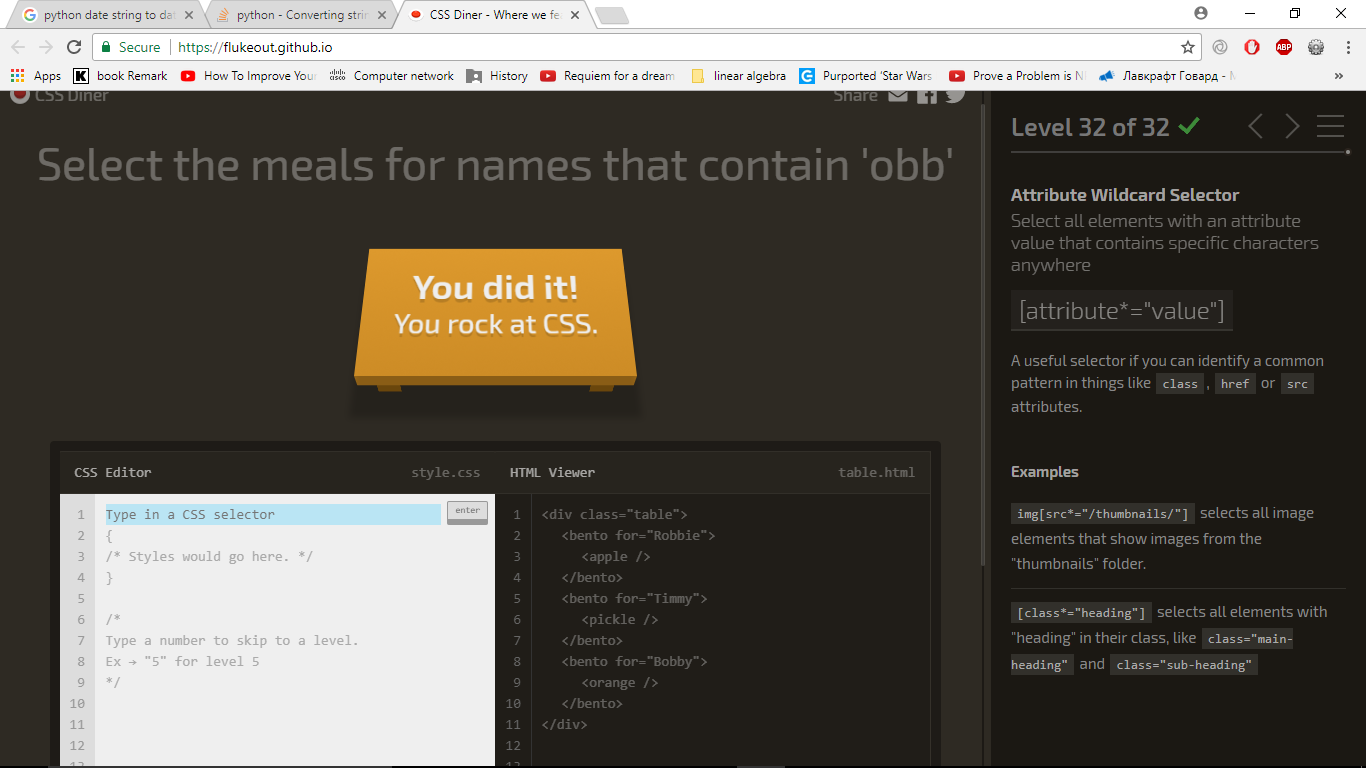 python date string to dat
python - Converting strin
CSS Diner - Where we fe
Secure https://flukeout.github.io
Apps book Remark How To Improve Your Computer network History Requiem for a dream linear algebra Purported 'Star Wars Prove a Problem is N Лавкрафт Говард - »
CSS Diner
Share
Select the meals for names that contain 'obb'
You did it!
You rock at CSS.
CSS Editor style.css
1 Type in a CSS selector enter
2 {
3 /* Styles would go here. */
4 }
5
6 /*
7 Type a number to skip to a level.
8 Ex → "5" for level 5
9 */
10
11
12
HTML Viewer table.html
1 <div class="table">
2 <bento for="Robbie">
3 <apple />
4 </bento>
5 <bento for="Timmy">
6 <pickle />
7 </bento>
8 <bento for="Bobby">
9 <orange />
10 </bento>
11 </div>
12
Level 32 of 32
Attribute Wildcard Selector
Select all elements with an attribute
value that contains specific characters
anywhere
[attribute*="value"]
A useful selector if you can identify a common
pattern in things like class , href or src
attributes.
Examples
img[src*="/thumbnails/"] selects all image
elements that show images from the
"thumbnails" folder.
[class*="heading"] selects all elements with
"heading" in their class, like class="main-
heading" and class="sub-heading"